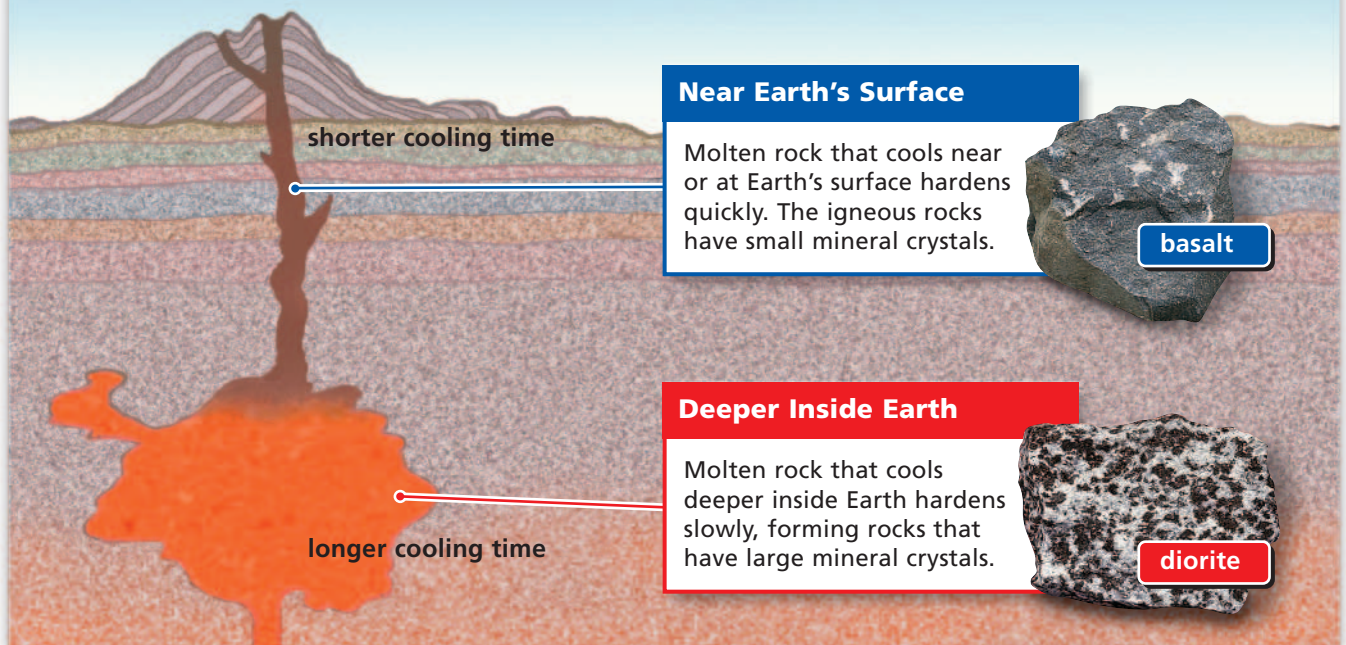 shorter cooling time
Near Earth's Surface
Molten rock that cools near
or at Earth's surface hardens
quickly. The igneous rocks
have small mineral crystals.
basalt
longer cooling time
Deeper Inside Earth
Molten rock that cools
deeper inside Earth hardens
slowly, forming rocks that
have large mineral crystals.
diorite